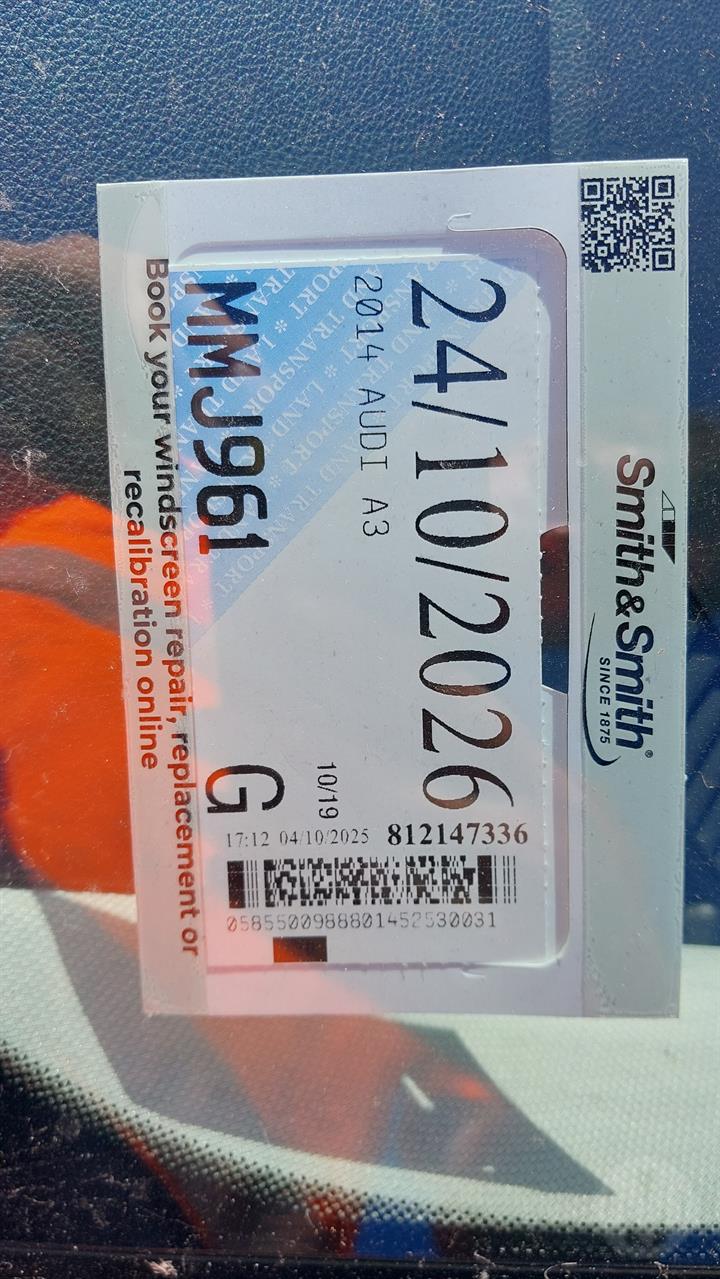 Smith&Smith®
SINCE 1875
24/10/2026
2014 AUDI A3
10/19
MMJ961
G
17:12 04/10/2025 812147336
05855009888801452530031
Book your windscreen repair, replacement or
recalibration online